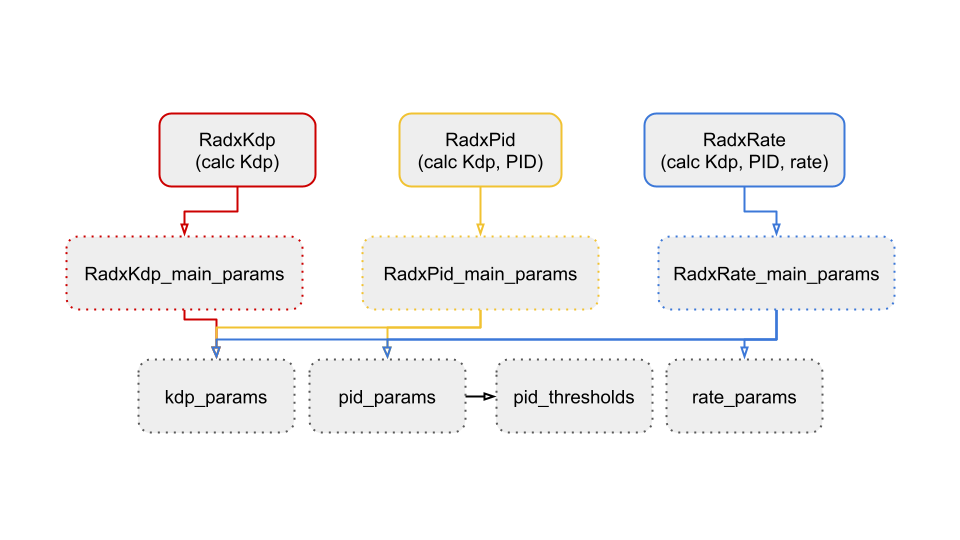 RadxKdp
(calc Kdp)
RadxPid
(calc Kdp, PID)
RadxRate
(calc Kdp, PID, rate)
RadxKdp_main_params
RadxPid_main_params
RadxRate_main_params
kdp_params
pid_params
pid_thresholds
rate_params